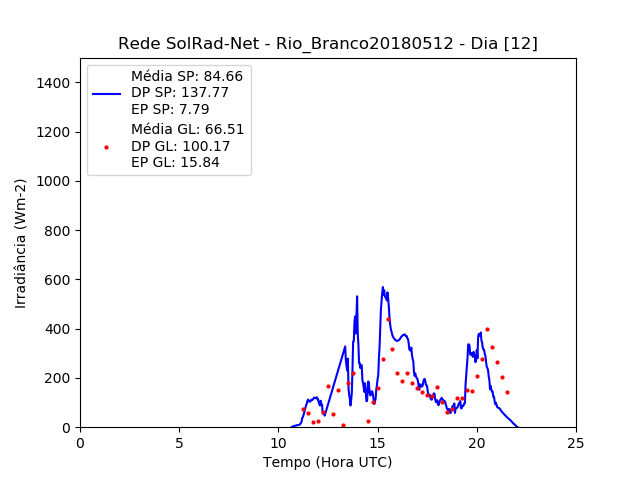 Rede SolRad-Net - Rio_Branco20180512 - Dia [12]
Média SP: 84.66
DP SP: 137.77
EP SP: 7.79
Média GL: 66.51
DP GL: 100.17
EP GL: 15.84
Irradiância (Wm-2)
1400
1200
1000
800
600
400
200
0
0 5 10 15 20 25
Tempo (Hora UTC)